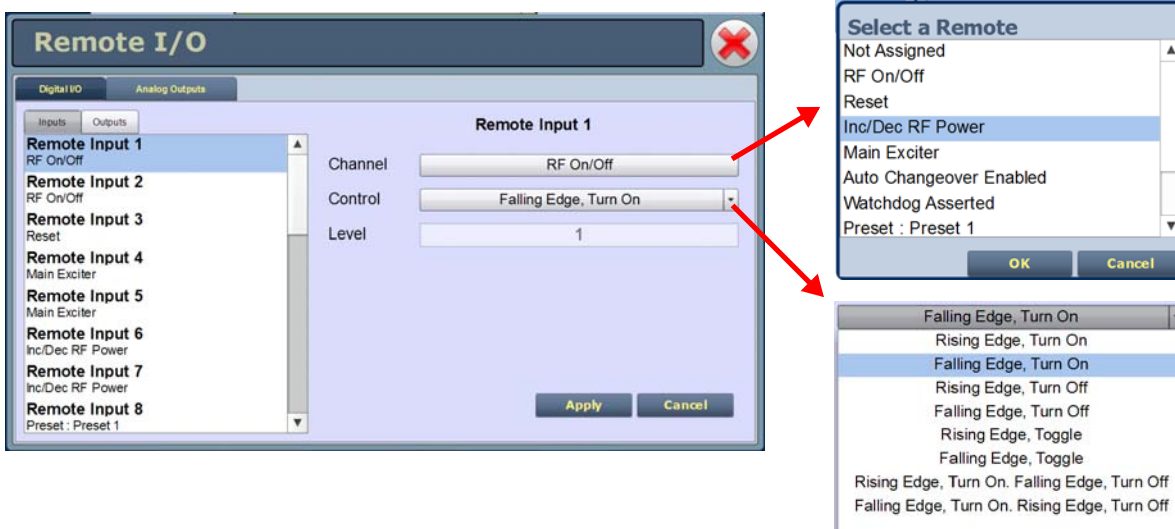 Remote I/O
Digital I/O
Analog Outputs
Inputs
Outputs
Remote Input 1
RF On/Off
Remote Input 2
RF On/Off
Remote Input 3
Reset
Remote Input 4
Main Exciter
Remote Input 5
Main Exciter
Remote Input 6
Inc/Dec RF Power
Remote Input 7
Inc/Dec RF Power
Remote Input 8
Preset : Preset 1
Remote Input 1
Channel
RF On/Off
Control
Falling Edge, Turn On
Level
1
Apply
Cancel
Select a Remote
Not Assigned
RF On/Off
Reset
Inc/Dec RF Power
Main Exciter
Auto Changeover Enabled
Watchdog Asserted
Preset : Preset 1
OK
Cancel
Falling Edge, Turn On
Rising Edge, Turn On
Falling Edge, Turn On
Rising Edge, Turn Off
Falling Edge, Turn Off
Rising Edge, Toggle
Falling Edge, Toggle
Rising Edge, Turn On. Falling Edge, Turn Off
Falling Edge, Turn On. Rising Edge, Turn Off